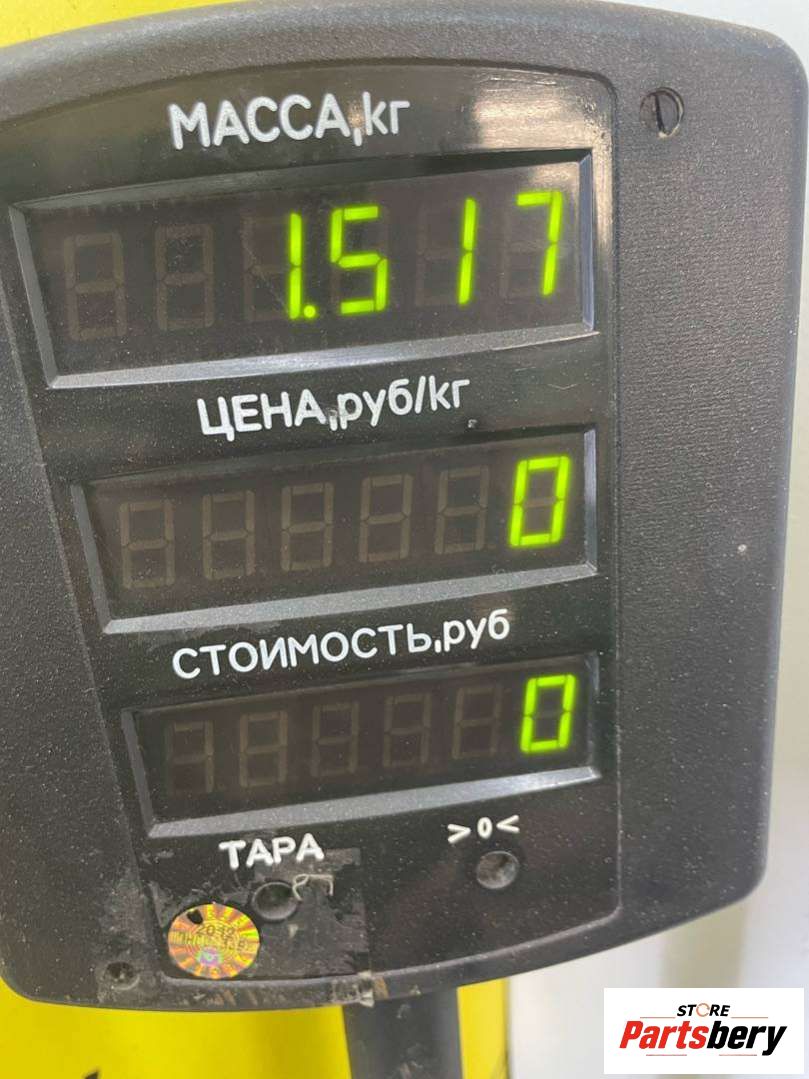 МАССА,кг
1.517
ЦЕНА,руб/кг
0
СТОИМОСТЬ,руб
0
ТАРА
>0<
STORE
Partsbery